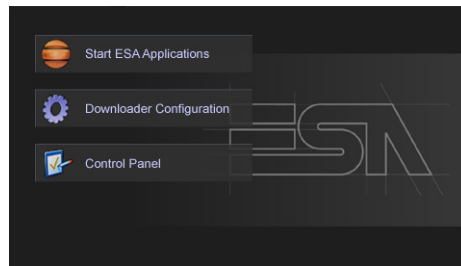 Start ESA Applications
Downloader Configuration
Control Panel
ESA